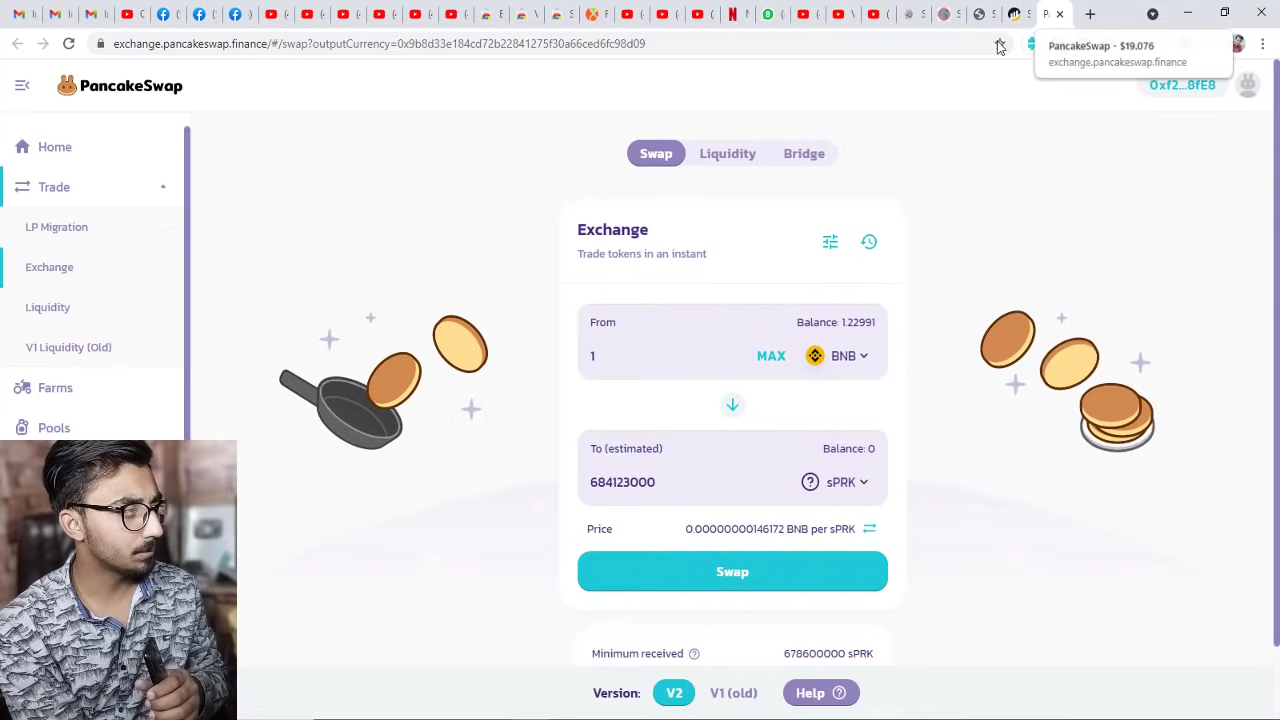 exchange.pancakeswap.finance/#/swap?outputCurrency=0x9b8d33e184cd72b22841275f30a66ced6fc98d09
PancakeSwap - $19.076
exchange.pancakeswap.finance
PancakeSwap
0xf2...8fE8
Home
Trade
LP Migration
Exchange
Liquidity
V1 Liquidity (Old)
Farms
Pools
Swap Liquidity Bridge
Exchange
Trade tokens in an instant
From Balance: 1.22991
1 MAX BNB
To (estimated) Balance: 0
684123000 sPRK
Price 0.00000000146172 BNB per sPRK
Swap
Minimum received 678600000 sPRK
Version: V2 V1 (old) Help